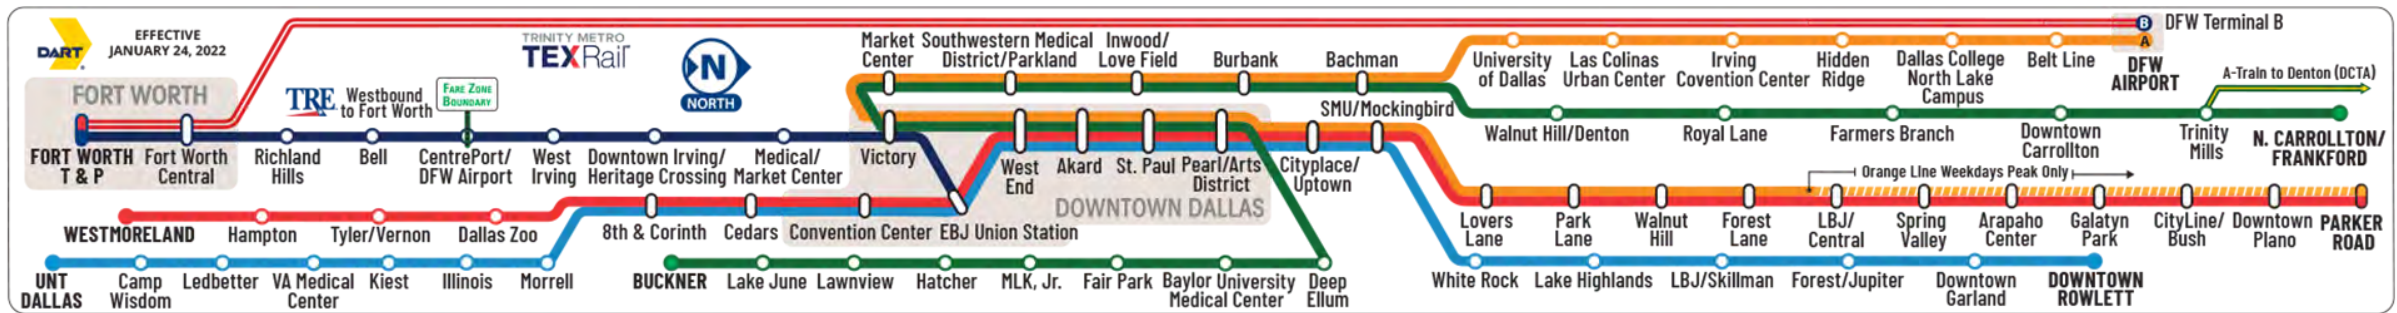 DART
EFFECTIVE
JANUARY 24, 2022
TRINITY METRO
TEXRail
N
NORTH
FORT WORTH
TRE
Westbound
to Fort Worth
FARE ZONE
BOUNDARY
FORT WORTH
T & P
Fort Worth
Central
Richland
Hills
Bell
CentrePort/
DFW Airport
West
Irving
Downtown Irving/
Heritage Crossing
Medical/
Market Center
Victory
Market
Center
Southwestern Medical
District/Parkland
Inwood/
Love Field
Burbank
Bachman
University
of Dallas
Las Colinas
Urban Center
Irving
Covention Center
Hidden
Ridge
Dallas College
North Lake
Campus
Belt Line
B
DFW Terminal B
A
DFW
AIRPORT
A-Train to Denton (DCTA)
Walnut Hill/Denton
Royal Lane
Farmers Branch
Downtown
Carrollton
Trinity
Mills
N. CARROLLTON/
FRANKFORD
West
End
Akard
St. Paul
Pearl/Arts
District
DOWNTOWN DALLAS
Cityplace/
Uptown
SMU/Mockingbird
Orange Line Weekdays Peak Only
Lovers
Lane
Park
Lane
Walnut
Hill
Forest
Lane
LBJ/
Central
Spring
Valley
Arapaho
Center
Galatyn
Park
CityLine/
Bush
Downtown
Plano
PARKER
ROAD
WESTMORELAND
Hampton
Tyler/Vernon
Dallas Zoo
8th & Corinth
Cedars
Convention Center
EBJ Union Station
UNT
DALLAS
Camp
Wisdom
Ledbetter
VA Medical
Center
Kiest
Illinois
Morrell
BUCKNER
Lake June
Lawnview
Hatcher
MLK, Jr.
Fair Park
Baylor University
Medical Center
Deep
Ellum
White Rock
Lake Highlands
LBJ/Skillman
Forest/Jupiter
Downtown
Garland
DOWNTOWN
ROWLETT